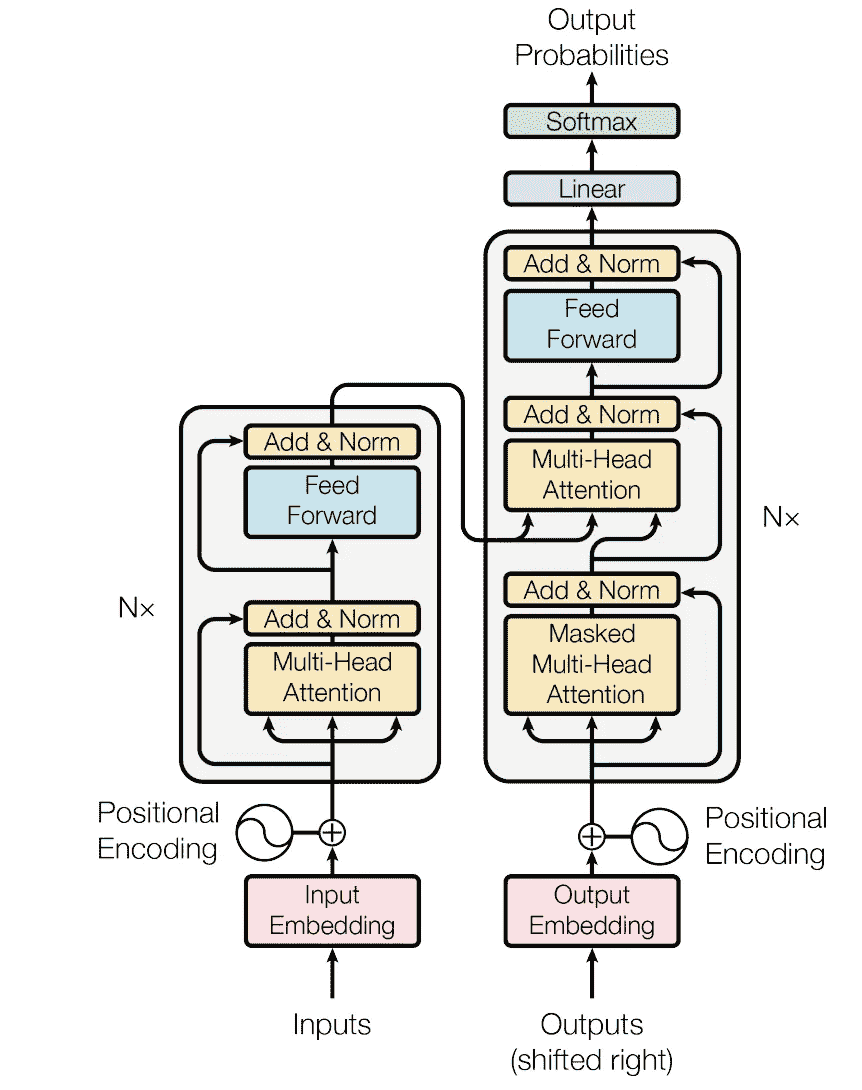 Output
Probabilities
Softmax
Linear
Add & Norm
Feed
Forward
Add & Norm
Multi-Head
Attention
Nx
Add & Norm
Masked
Multi-Head
Attention
Add & Norm
Feed
Forward
Nx
Add & Norm
Multi-Head
Attention
Positional
Encoding
Positional
Encoding
Input
Embedding
Output
Embedding
Inputs
Outputs
(shifted right)